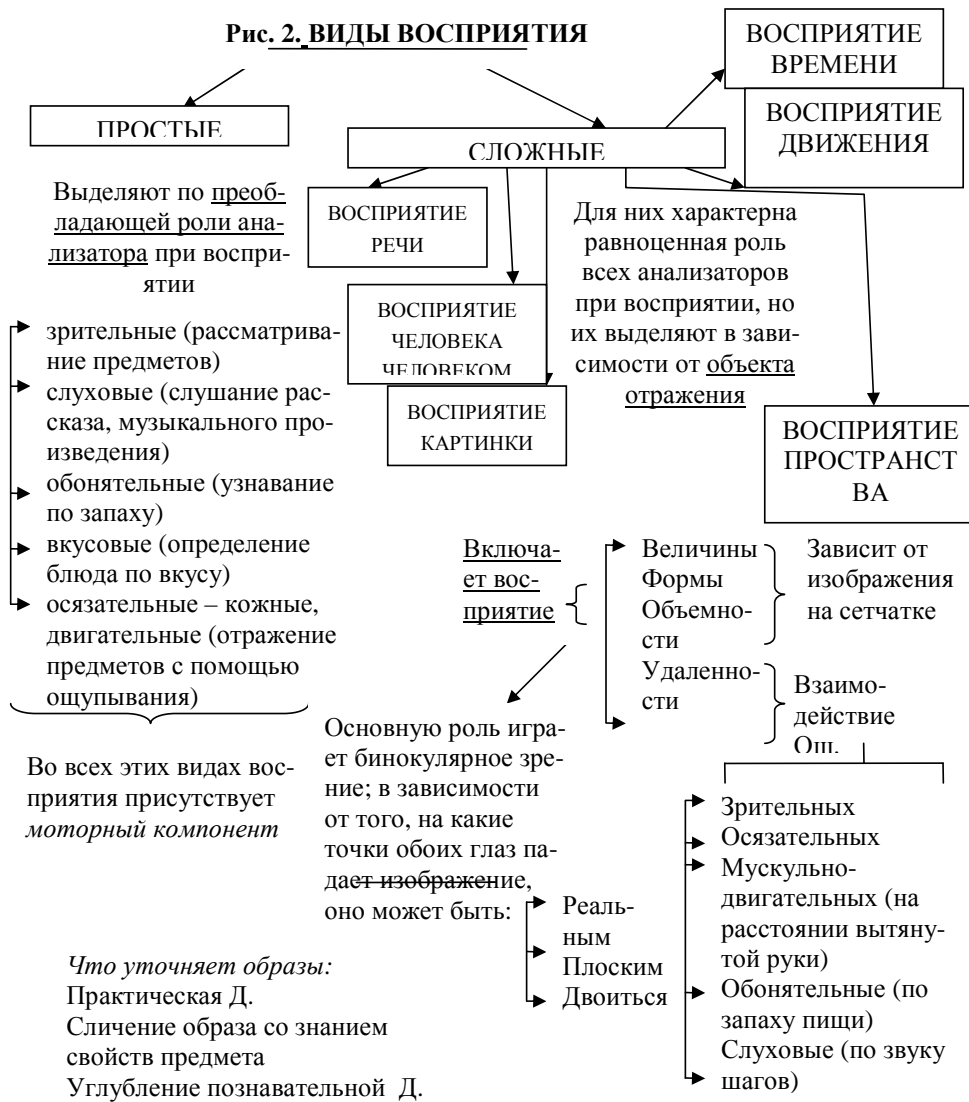 Рис. 2. ВИДЫ ВОСПРИЯТИЯ
ВОСПРИЯТИЕ
ВРЕМЕНИ
ВОСПРИЯТИЕ
ДВИЖЕНИЯ
ПРОСТЫЕ
СЛОЖНЫЕ
Выделяют по преоб-
ладающей роли ана-
лизатора при воспри-
ятии
зрительные (рассматрива-
ние предметов)
слуховые (слушание рас-
сказа, музыкального про-
изведения)
обонятельные (узнавание
по запаху)
вкусовые (определение
блюда по вкусу)
осязательные – кожные,
двигательные (отражение
предметов с помощью
ощупывания)
Во всех этих видах вос-
приятия присутствует
моторный компонент
ВОСПРИЯТИЕ
РЕЧИ
ВОСПРИЯТИЕ
ЧЕЛОВЕКА
ЧЕЛОВЕКОМ
ВОСПРИЯТИЕ
КАРТИНКИ
Для них характерна
равноценная роль
всех анализаторов
при восприятии, но
их выделяют в зави-
симости от объекта
отражения
ВОСПРИЯТИЕ
ПРОСТРАНСТ
ВА
Включа-
ет вос-
приятие
Величины
Формы
Объемно-
сти
Удаленно-
сти
Зависит от
изображения
на сетчатке
Взаимо-
действие
Ощ.
Основную роль игра-
ет бинокулярное зре-
ние; в зависимости
от того, на какие
точки обоих глаз па-
дает изображение,
оно может быть:
Реаль-
ным
Плоским
Двоиться
Зрительных
Осязательных
Мускульно-
двигательных (на
расстоянии вытяну-
той руки)
Обонятельные (по
запаху пищи)
Слуховые (по звуку
шагов)
Что уточняет образы:
Практическая Д.
Сличение образа со знанием
свойств предмета
Углубление познавательной Д.